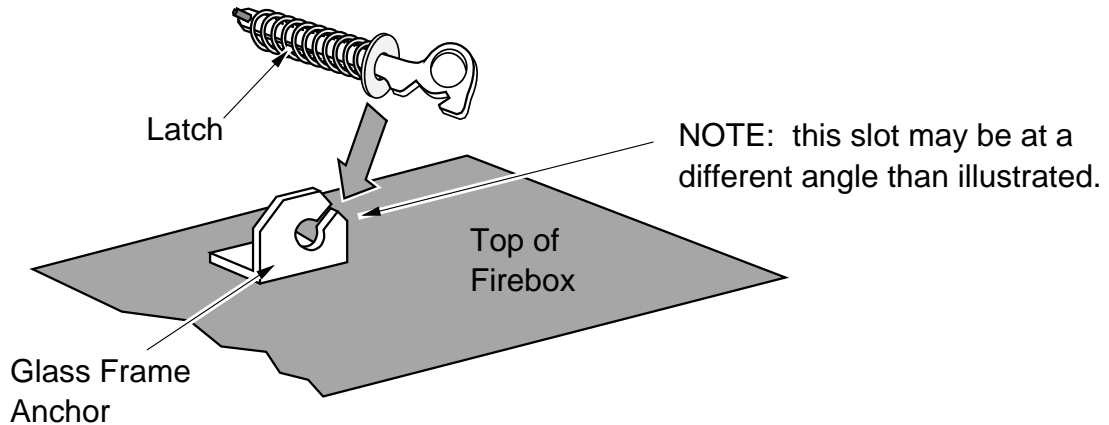 Latch
NOTE:  this slot may be at a
different angle than illustrated.
Top of
Firebox
Glass Frame
Anchor